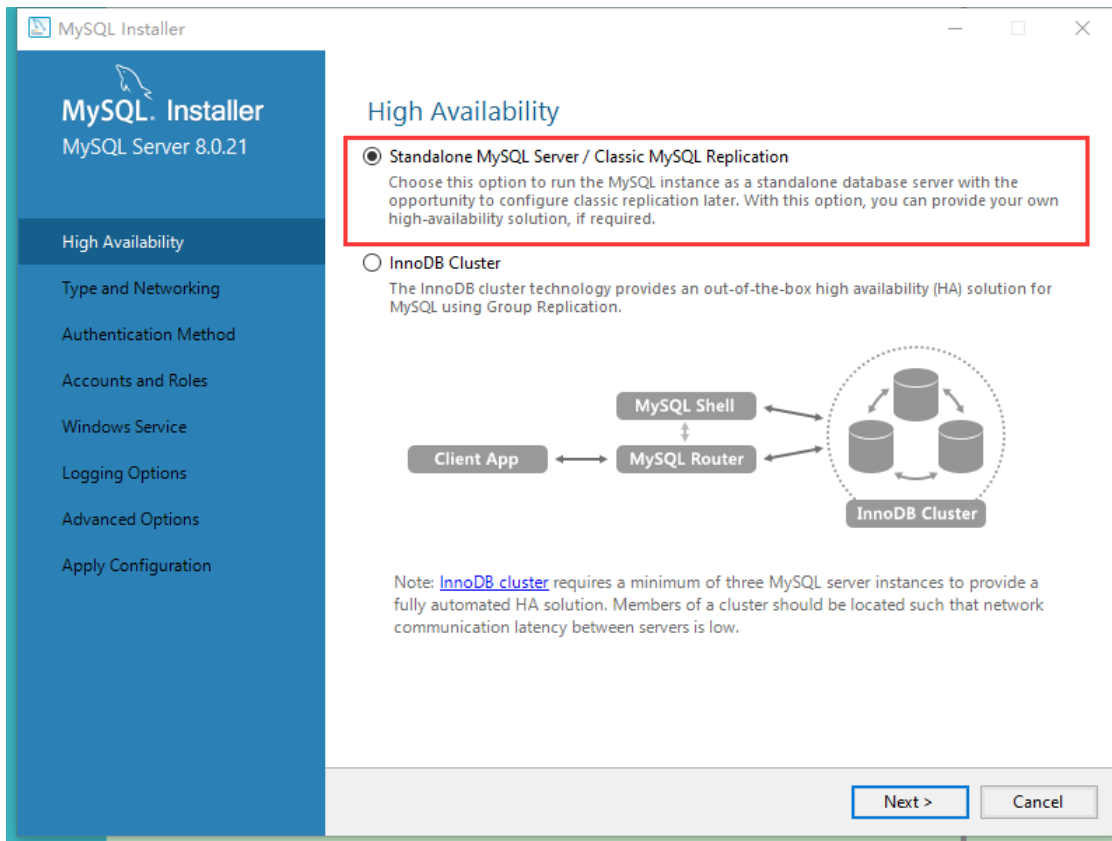 MySQL Installer
MySQL. Installer
MySQL Server 8.0.21
High Availability
Type and Networking
Authentication Method
Accounts and Roles
Windows Service
Logging Options
Advanced Options
Apply Configuration
High Availability
Standalone MySQL Server / Classic MySQL Replication
Choose this option to run the MySQL instance as a standalone database server with the
opportunity to configure classic replication later. With this option, you can provide your own
high-availability solution, if required.
InnoDB Cluster
The InnoDB cluster technology provides an out-of-the-box high availability (HA) solution for
MySQL using Group Replication.
MySQL Shell
Client App
MySQL Router
InnoDB Cluster
Note: InnoDB cluster requires a minimum of three MySQL server instances to provide a
fully automated HA solution. Members of a cluster should be located such that network
communication latency between servers is low.
Next >
Cancel